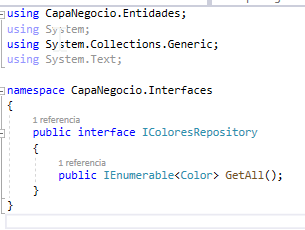 using CapaNegocio.Entidades;
using System;
using System.Collections.Generic;
using System.Text;
namespace CapaNegocio.Interfaces
{
1 referencia
public interface IColoresRepository
{
1 referencia
public IEnumerable<Color> GetAll();
}
}